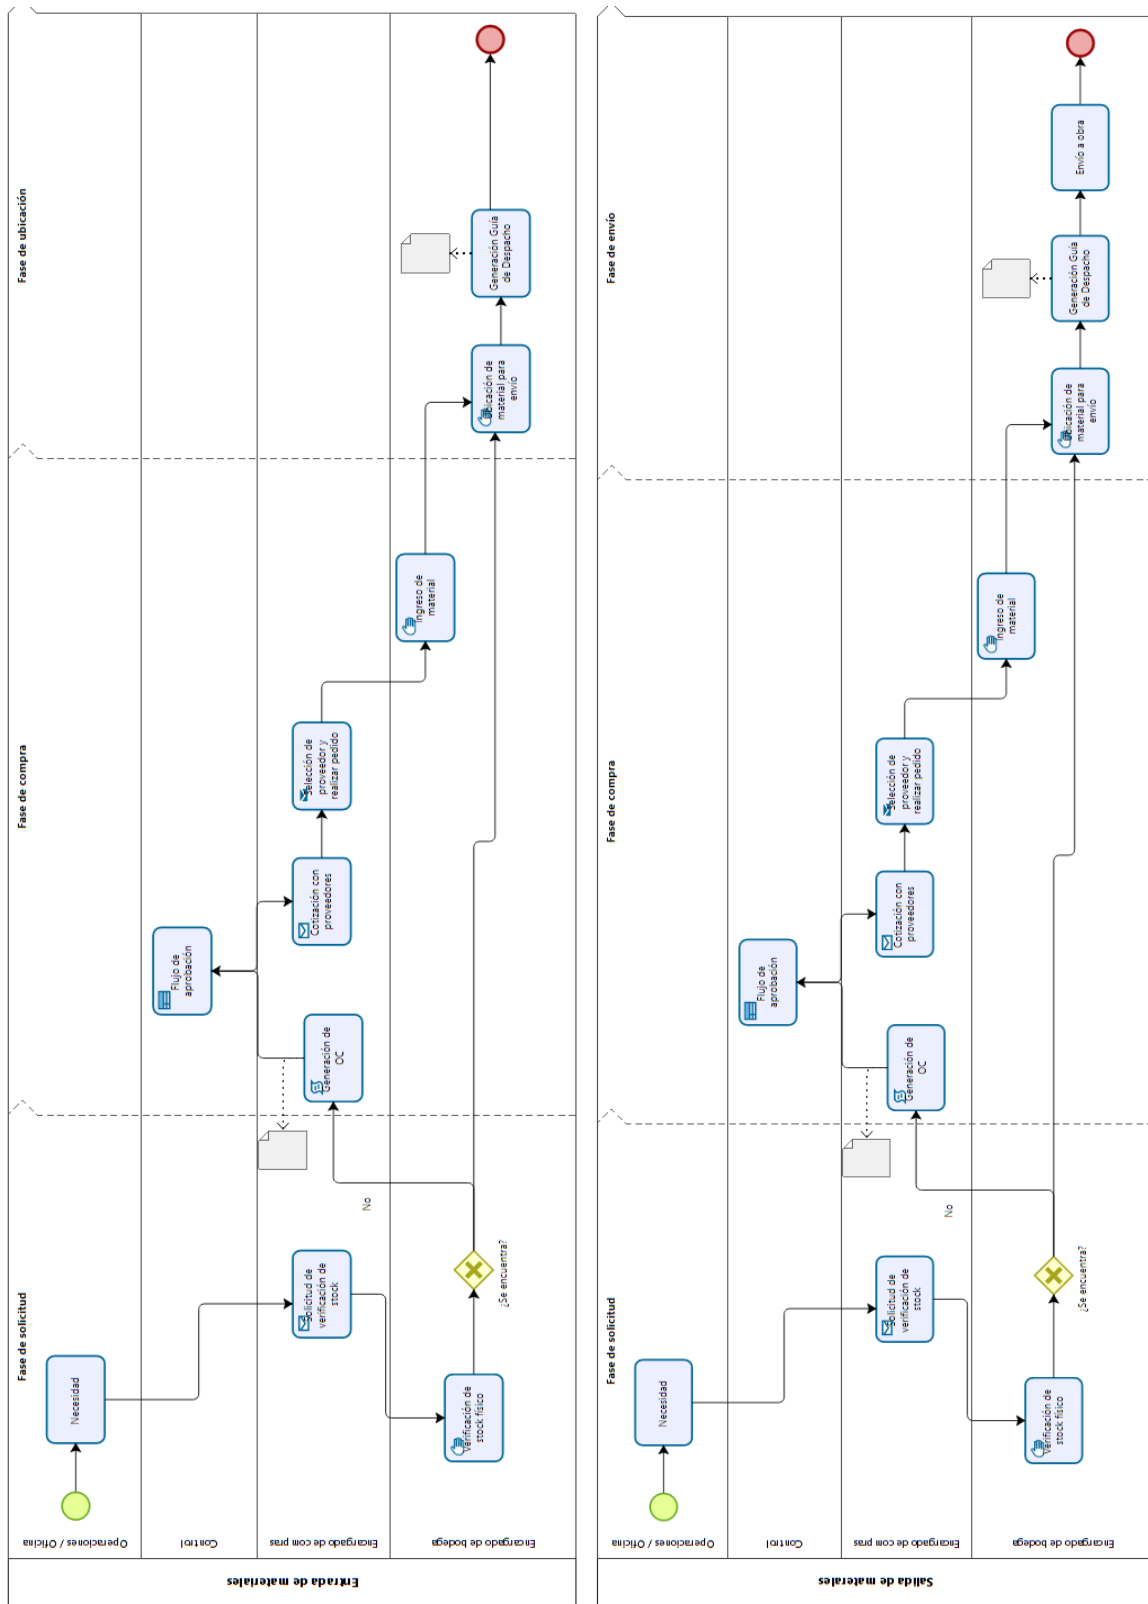 Entrada de materiales
Operaciones / Oficina
Control
Encargado de compras
Encargado de bodega
Fase de solicitud
Fase de compra
Fase de ubicación
Necesidad
Solicitud de
verificación de
stock
Verificación de
stock físico
¿Se encuentra?
No
Generación de
OC
Flujo de
aprobación
Cotización con
proveedores
Selección de
proveedor y
realizar pedido
Ingreso de
material
Ubicación de
material para
envío
Generación Guía
de Despacho
Salida de materales
Operaciones / Oficina
Control
Encargado de compras
Encargado de bodega
Fase de solicitud
Fase de compra
Fase de envío
Necesidad
Solicitud de
verificación de
stock
Verificación de
stock físico
¿Se encuentra?
No
Generación de
OC
Flujo de
aprobación
Cotización con
proveedores
Selección de
proveedor y
realizar pedido
Ingreso de
material
Ubicación de
material para
envío
Generación Guía
de Despacho
Envío a obra